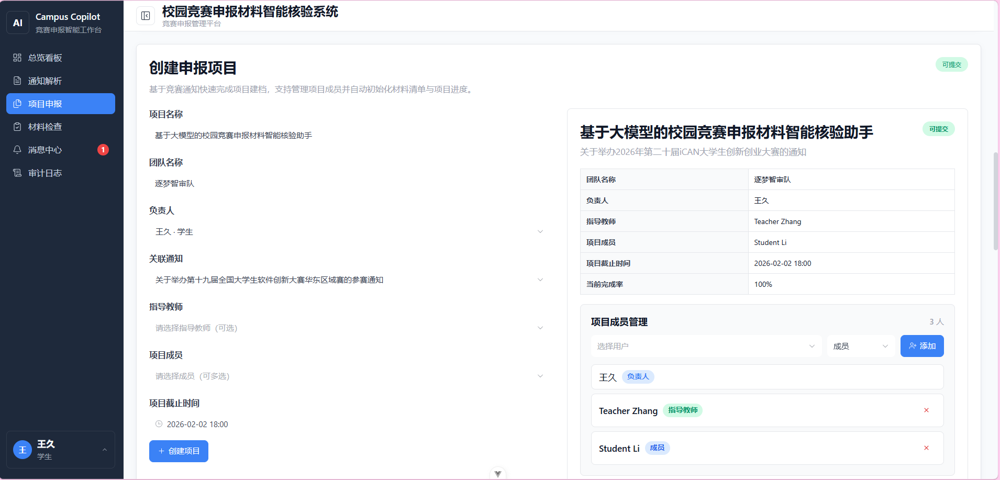 AI
Campus Copilot
竞赛申报智能工作台
总览看板
通知解析
项目申报
材料检查
消息中心 1
审计日志
王
王久
学生
校园竞赛申报材料智能核验系统
竞赛申报管理平台
创建申报项目
可提交
基于竞赛通知快速完成项目建档，支持管理项目成员并自动初始化材料清单与项目进度。
项目名称
基于大模型的校园竞赛申报材料智能核验助手
团队名称
逐梦智审队
负责人
王久 · 学生
关联通知
关于举办第十九届全国大学生软件创新大赛华东区域赛的参赛通知
指导教师
请选择指导教师（可选）
项目成员
请选择成员（可多选）
项目截止时间
2026-02-02 18:00
+ 创建项目
基于大模型的校园竞赛申报材料智能核验助手
可提交
关于举办2026年第二十届iCAN大学生创新创业大赛的通知
团队名称 逐梦智审队
负责人 王久
指导教师 Teacher Zhang
项目成员 Student Li
项目截止时间 2026-02-02 18:00
当前完成率 100%
项目成员管理 3 人
选择用户 成员 添加
王久 负责人
Teacher Zhang 指导教师
Student Li 成员